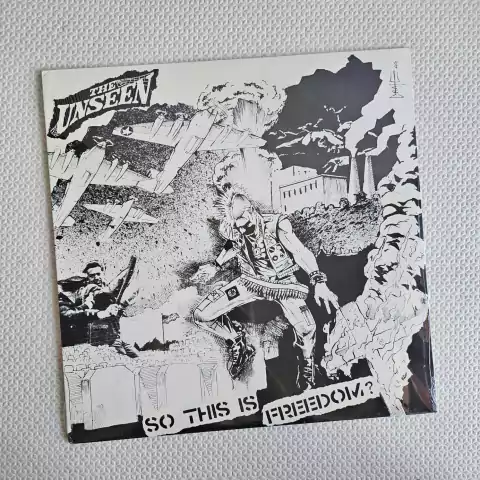 THE
UNSEEN
SO THIS IS FREEDOM?